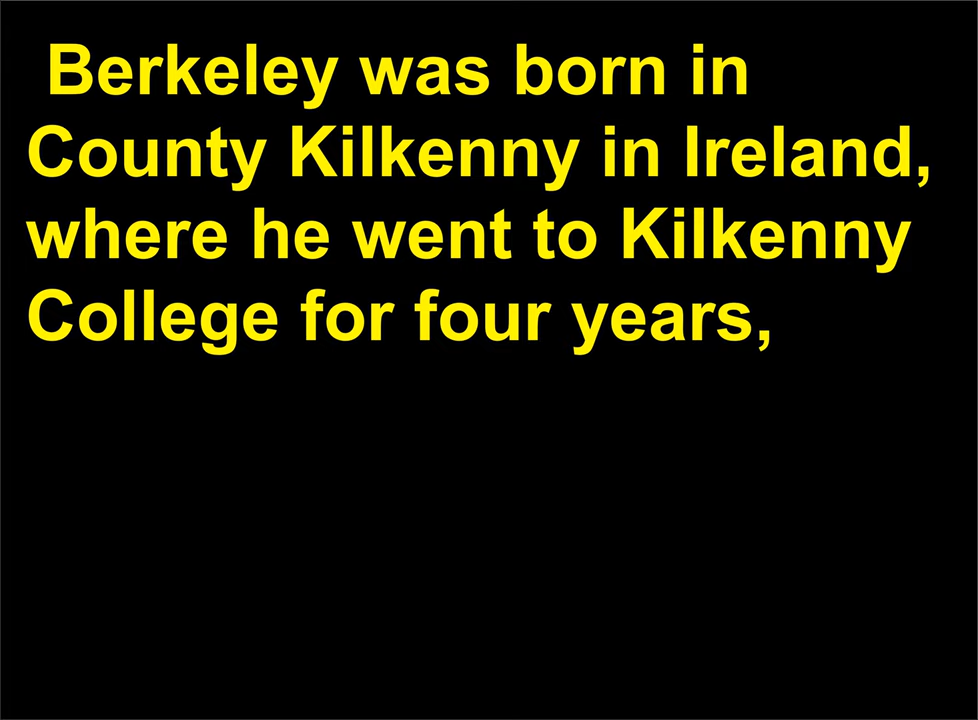 Berkeley was born in
County Kilkenny in Ireland,
where he went to Kilkenny
College for four years,